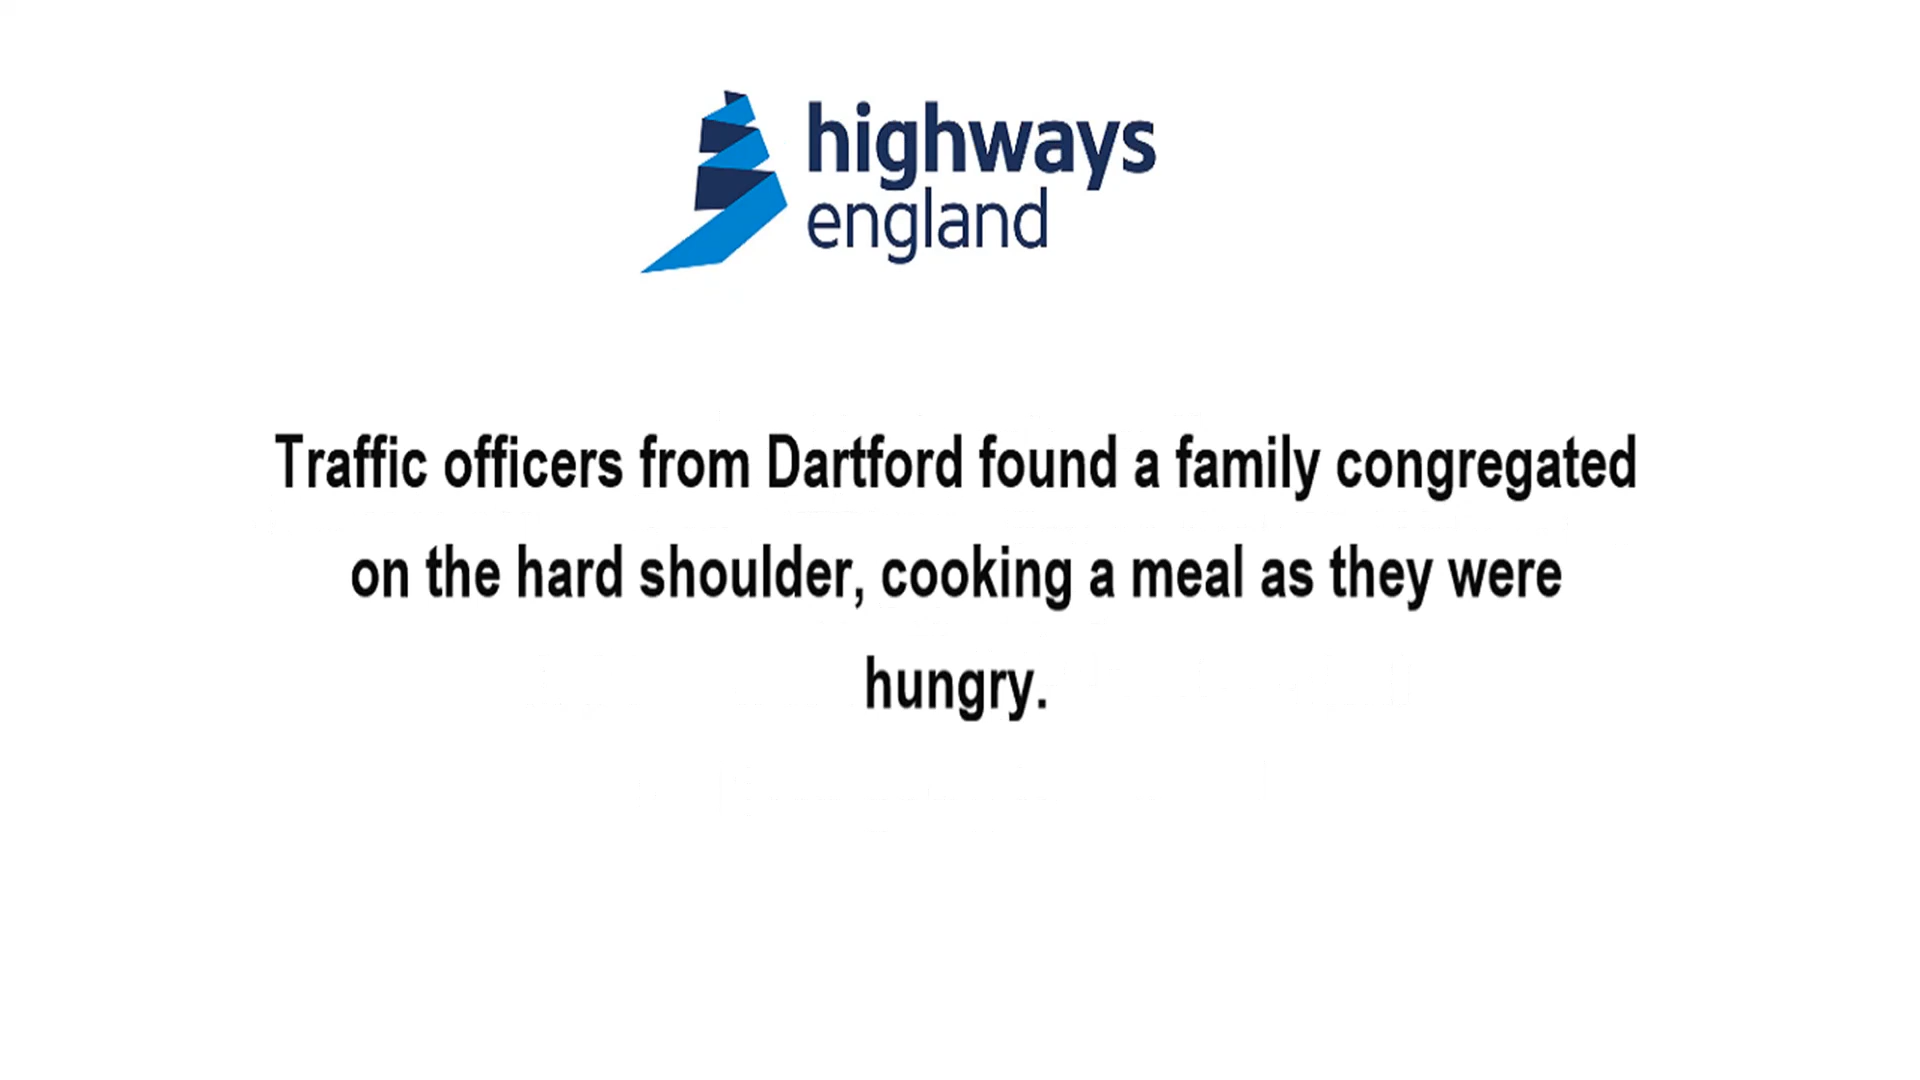 highways
england
Traffic officers from Dartford found a family congregated
on the hard shoulder, cooking a meal as they were
hungry.